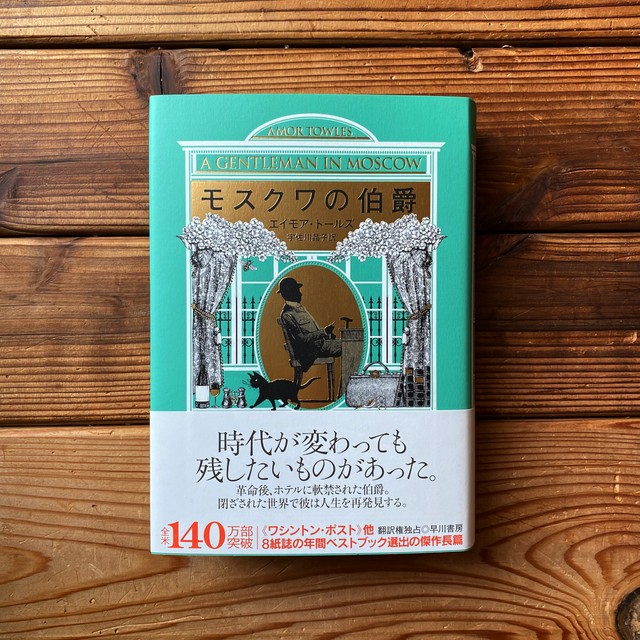 AMOR TOWLES
A GENTLEMAN IN MOSCOW
モスクワの伯爵
エイモア・トールズ
宇佐川晶子訳
時代が変わっても
残したいものがあった。
革命後、ホテルに軟禁された伯爵。
閉ざされた世界で彼は人生を再発見する。
全米140万部突破
《ワシントン・ポスト》他 翻訳権独占◎早川書房
8紙誌の年間ベストブック選出の傑作長篇